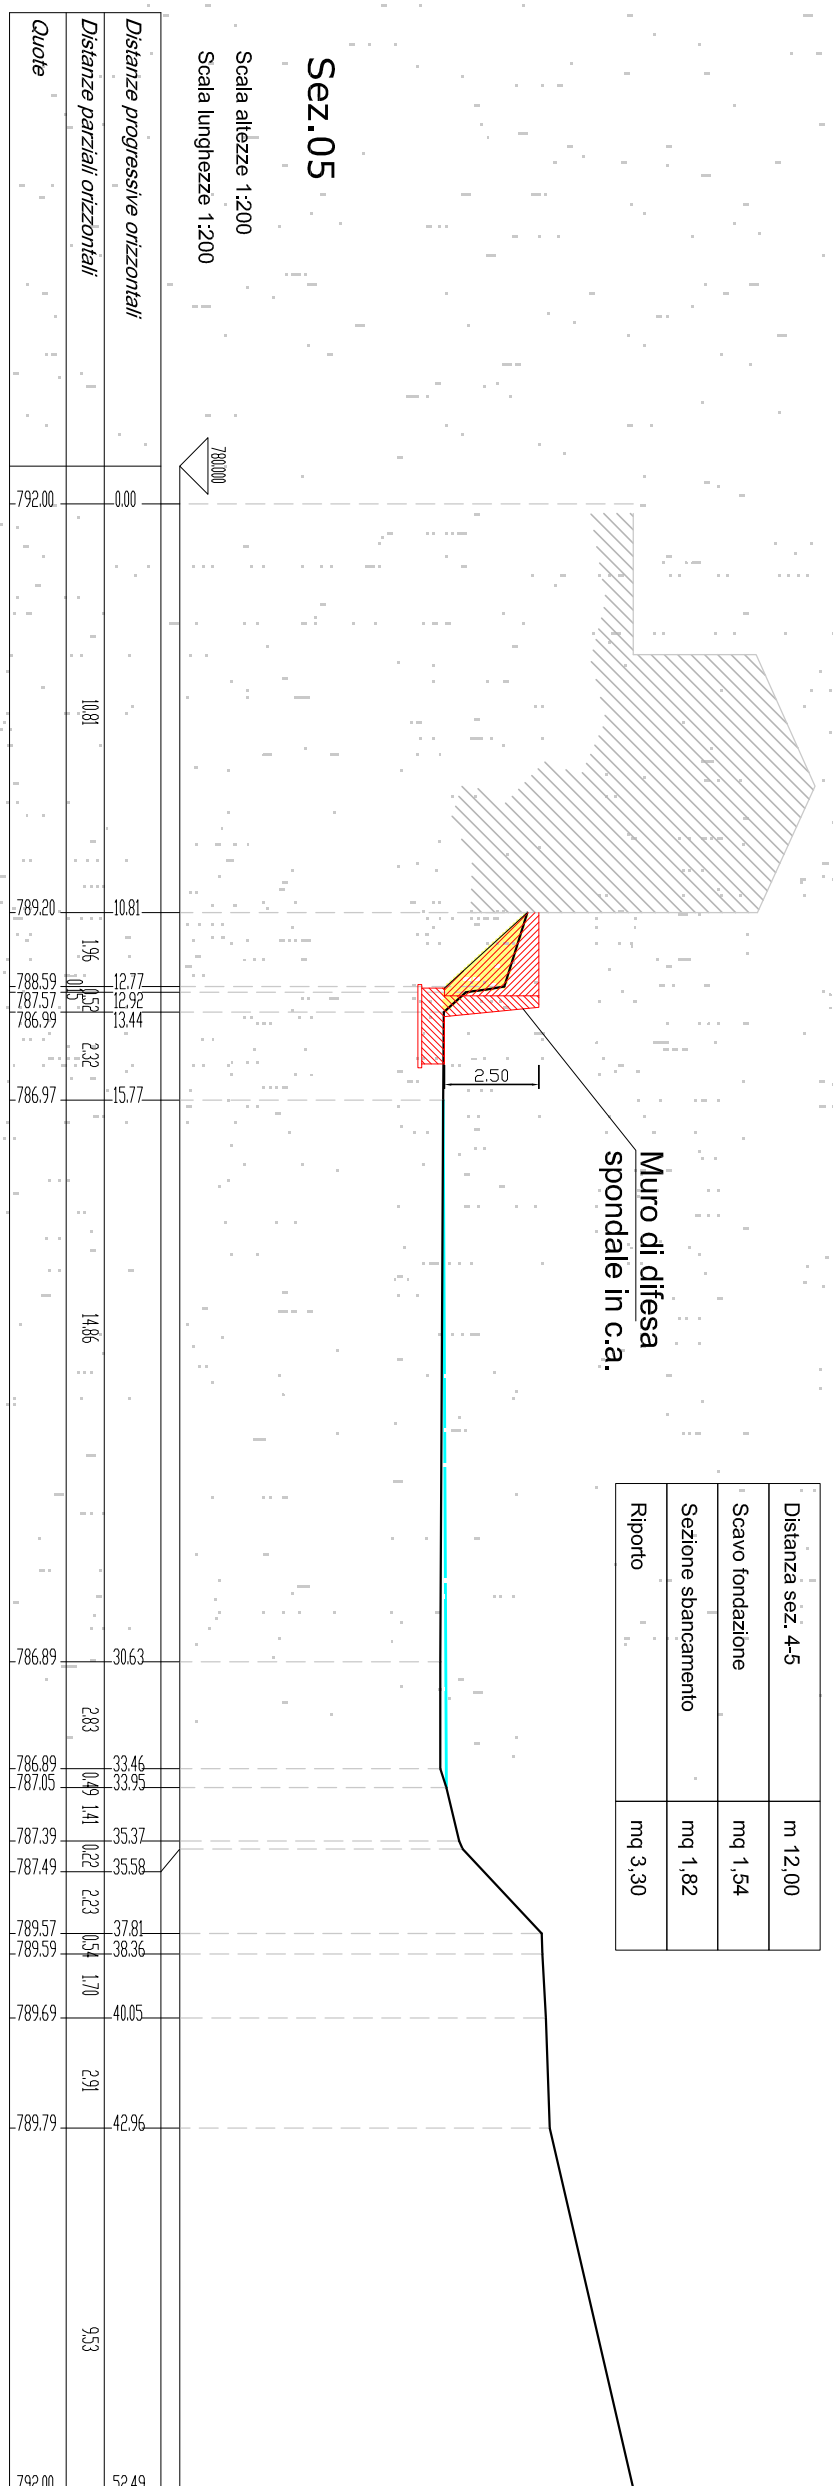 Sez.05
Scala altezze 1:200
Scala lunghezze 1:200
Muro di difesa
spondale in c.a.
2.50
Distanza sez. 4-5 m 12,00
Scavo fondazione mq 1,54
Sezione sbancamento mq 1,82
Riporto mq 3,30
780.000
Distanze progressive orizzontali 0.00 10.81 12.77 12.92 13.44 15.77 30.63 33.46 33.95 35.37 35.58 37.81 38.36 40.05 42.96 52.49
Distanze parziali orizzontali 10.81 1.96 0.15 0.52 2.32 14.86 2.83 0.49 1.41 0.22 2.23 0.54 1.70 2.91 9.53
Quote 792.00 789.20 788.59 787.57 786.99 786.97 786.89 786.89 787.05 787.39 787.49 789.57 789.59 789.69 789.79 792.00